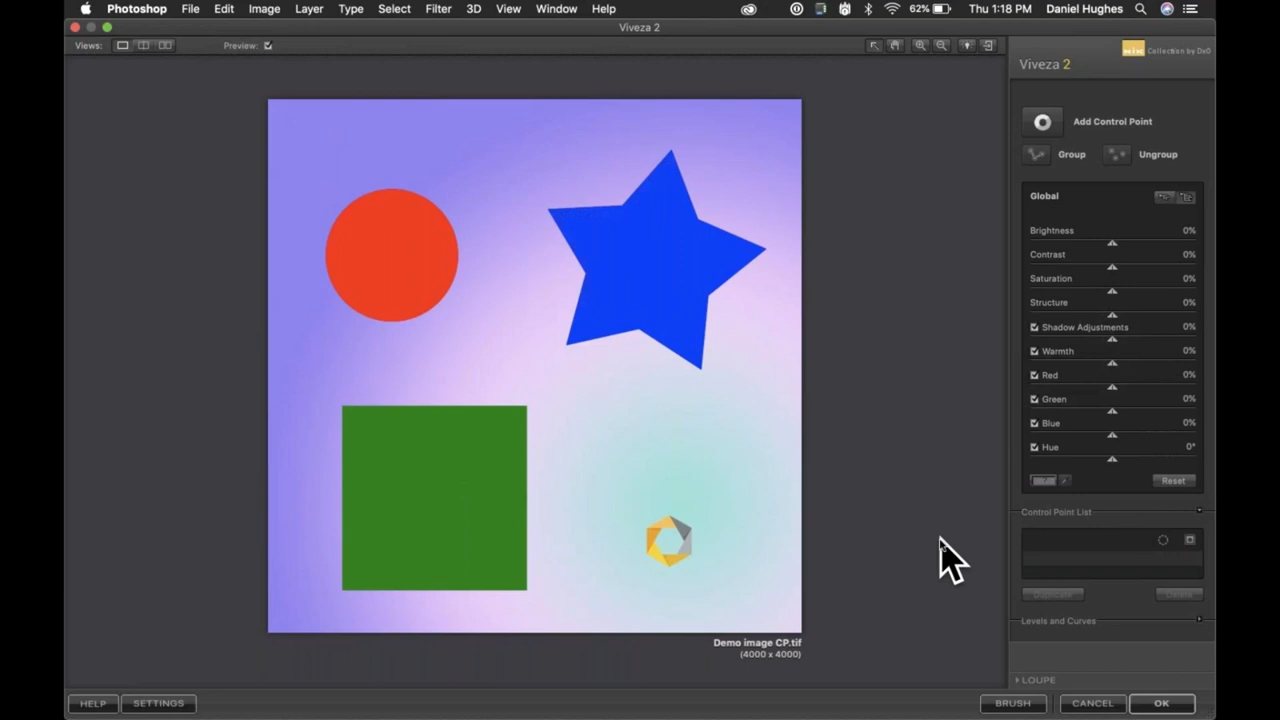 Photoshop File Edit Image Layer Type Select Filter 3D View Window Help 62% Thu 1:18 PM Daniel Hughes
Viveza 2
Views: Preview:
nik Collection by DxO
Viveza 2
Add Control Point
Group Ungroup
Global
Brightness 0%
Contrast 0%
Saturation 0%
Structure 0%
Shadow Adjustments 0%
Warmth 0%
Red 0%
Green 0%
Blue 0%
Hue 0°
Reset
Control Point List
Duplicate Delete
Levels and Curves
Demo image CP.tif
(4000 x 4000)
LOUPE
HELP SETTINGS BRUSH CANCEL OK